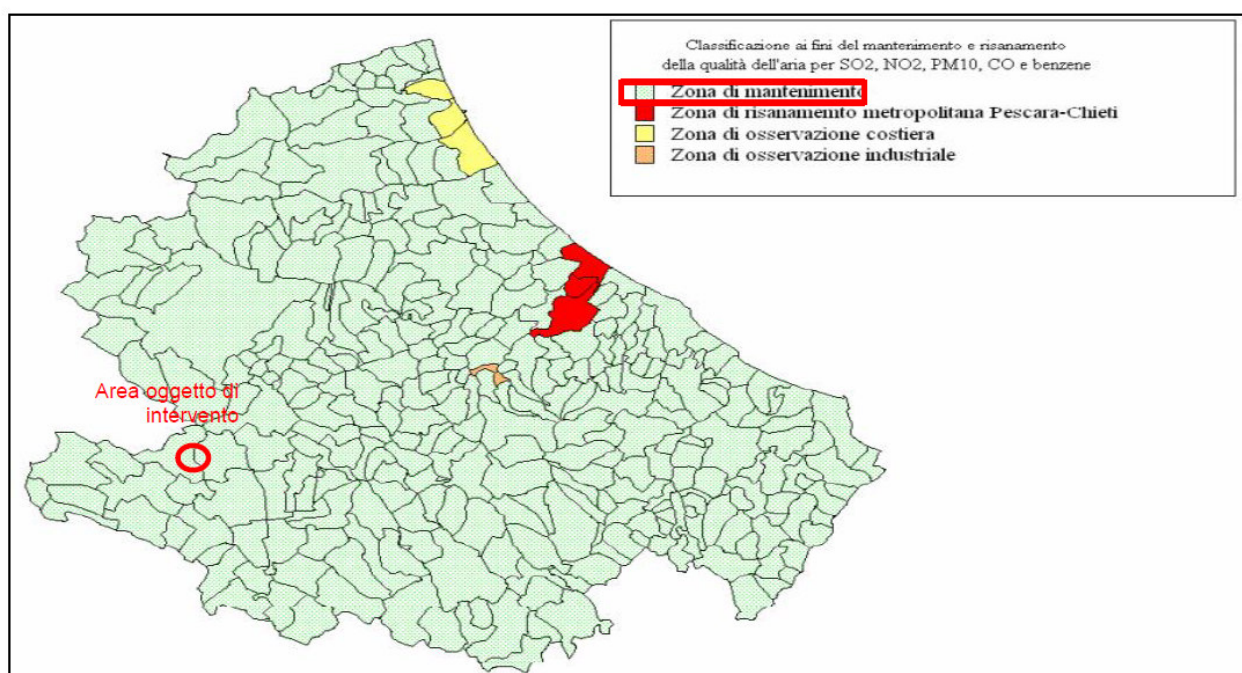 Classificazione ai fini del mantenimento e risanamento
della qualità dell'aria per SO2, NO2, PM10, CO e benzene
Zona di mantenimento
Zona di risanamemto metropolitana Pescara-Chieti
Zona di osservazione costiera
Zona di osservazione industriale
Area oggetto di
intervento